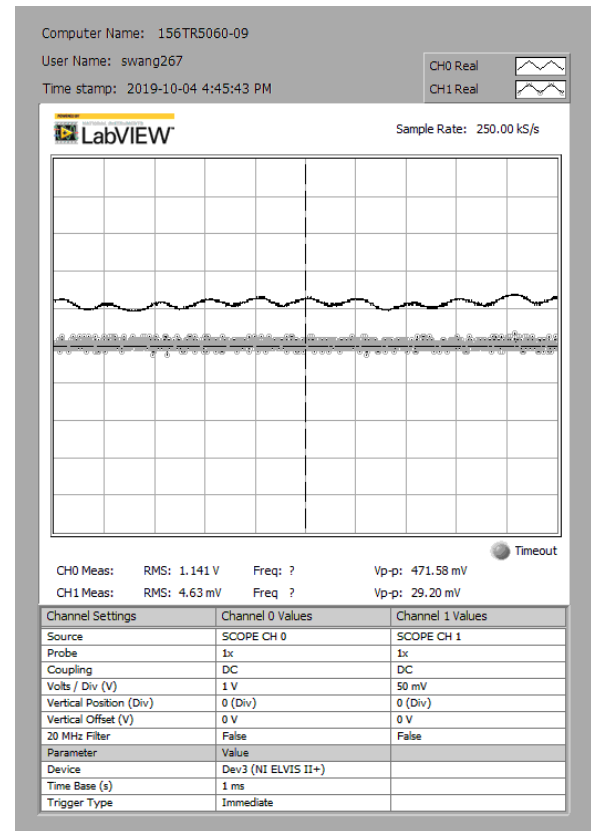 Computer Name: 156TR5060-09
User Name: swang267
Time stamp: 2019-10-04 4:45:43 PM
CH0 Real
CH1 Real
POWERED BY
NATIONAL INSTRUMENTS
LabVIEW™
Sample Rate: 250.00 kS/s
Timeout
CH0 Meas: RMS: 1.141 V Freq: ? Vp-p: 471.58 mV
CH1 Meas: RMS: 4.63 mV Freq ? Vp-p: 29.20 mV
Channel Settings Channel 0 Values Channel 1 Values
Source SCOPE CH 0 SCOPE CH 1
Probe 1x 1x
Coupling DC DC
Volts / Div (V) 1 V 50 mV
Vertical Position (Div) 0 (Div) 0 (Div)
Vertical Offset (V) 0 V 0 V
20 MHz Filter False False
Parameter Value
Device Dev3 (NI ELVIS II+)
Time Base (s) 1 ms
Trigger Type Immediate